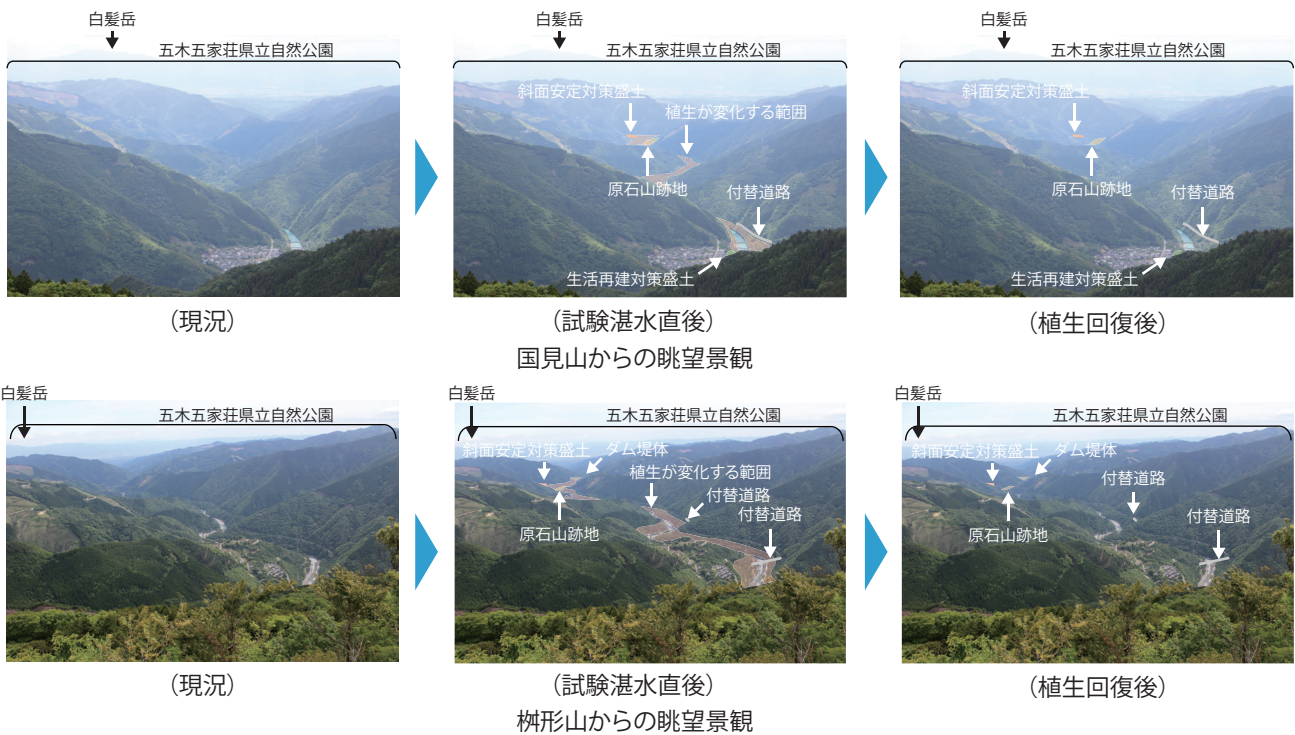 白髪岳
五木五家荘県立自然公園
(現況)
白髪岳
五木五家荘県立自然公園
斜面安定対策盛土
植生が変化する範囲
原石山跡地
付替道路
生活再建対策盛土
(試験湛水直後)
白髪岳
五木五家荘県立自然公園
斜面安定対策盛土
原石山跡地
付替道路
生活再建対策盛土
(植生回復後)
国見山からの眺望景観
白髪岳
五木五家荘県立自然公園
(現況)
白髪岳
五木五家荘県立自然公園
斜面安定対策盛土
ダム堤体
植生が変化する範囲
付替道路
付替道路
原石山跡地
(試験湛水直後)
白髪岳
五木五家荘県立自然公園
斜面安定対策盛土
ダム堤体
付替道路
付替道路
原石山跡地
(植生回復後)
桝形山からの眺望景観